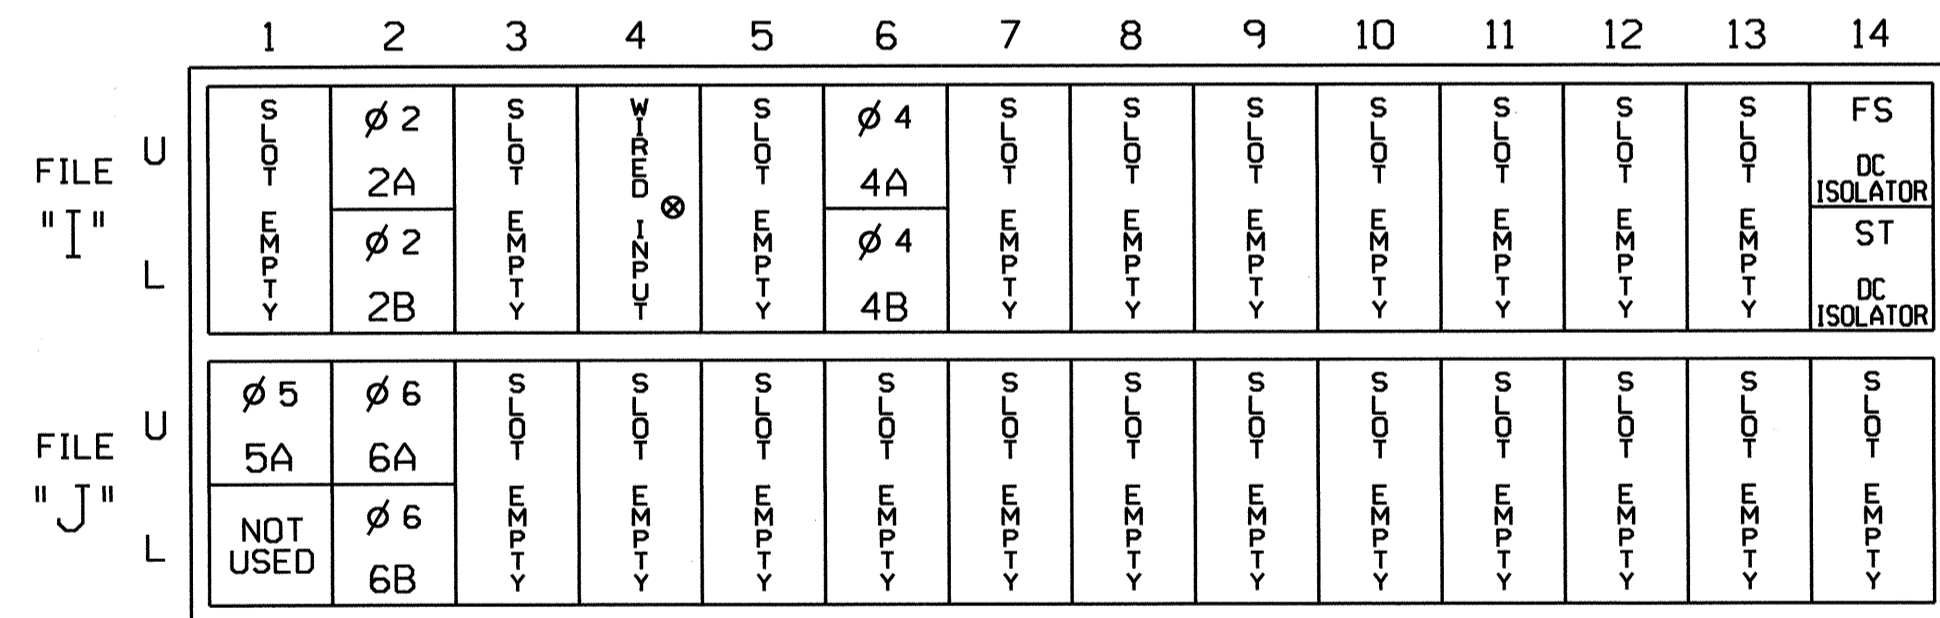 1 2 3 4 5 6 7 8 9 10 11 12 13 14
FILE "I"
U
L
SLOT EMPTY
Ø 2
2A
Ø 2
2B
SLOT EMPTY
WIRED INPUT
⊗
SLOT EMPTY
Ø 4
4A
Ø 4
4B
SLOT EMPTY
SLOT EMPTY
SLOT EMPTY
SLOT EMPTY
SLOT EMPTY
SLOT EMPTY
SLOT EMPTY
FS
DC
ISOLATOR
ST
DC
ISOLATOR
FILE "J"
U
L
Ø 5
5A
NOT
USED
Ø 6
6A
Ø 6
6B
SLOT EMPTY
SLOT EMPTY
SLOT EMPTY
SLOT EMPTY
SLOT EMPTY
SLOT EMPTY
SLOT EMPTY
SLOT EMPTY
SLOT EMPTY
SLOT EMPTY
SLOT EMPTY
SLOT EMPTY